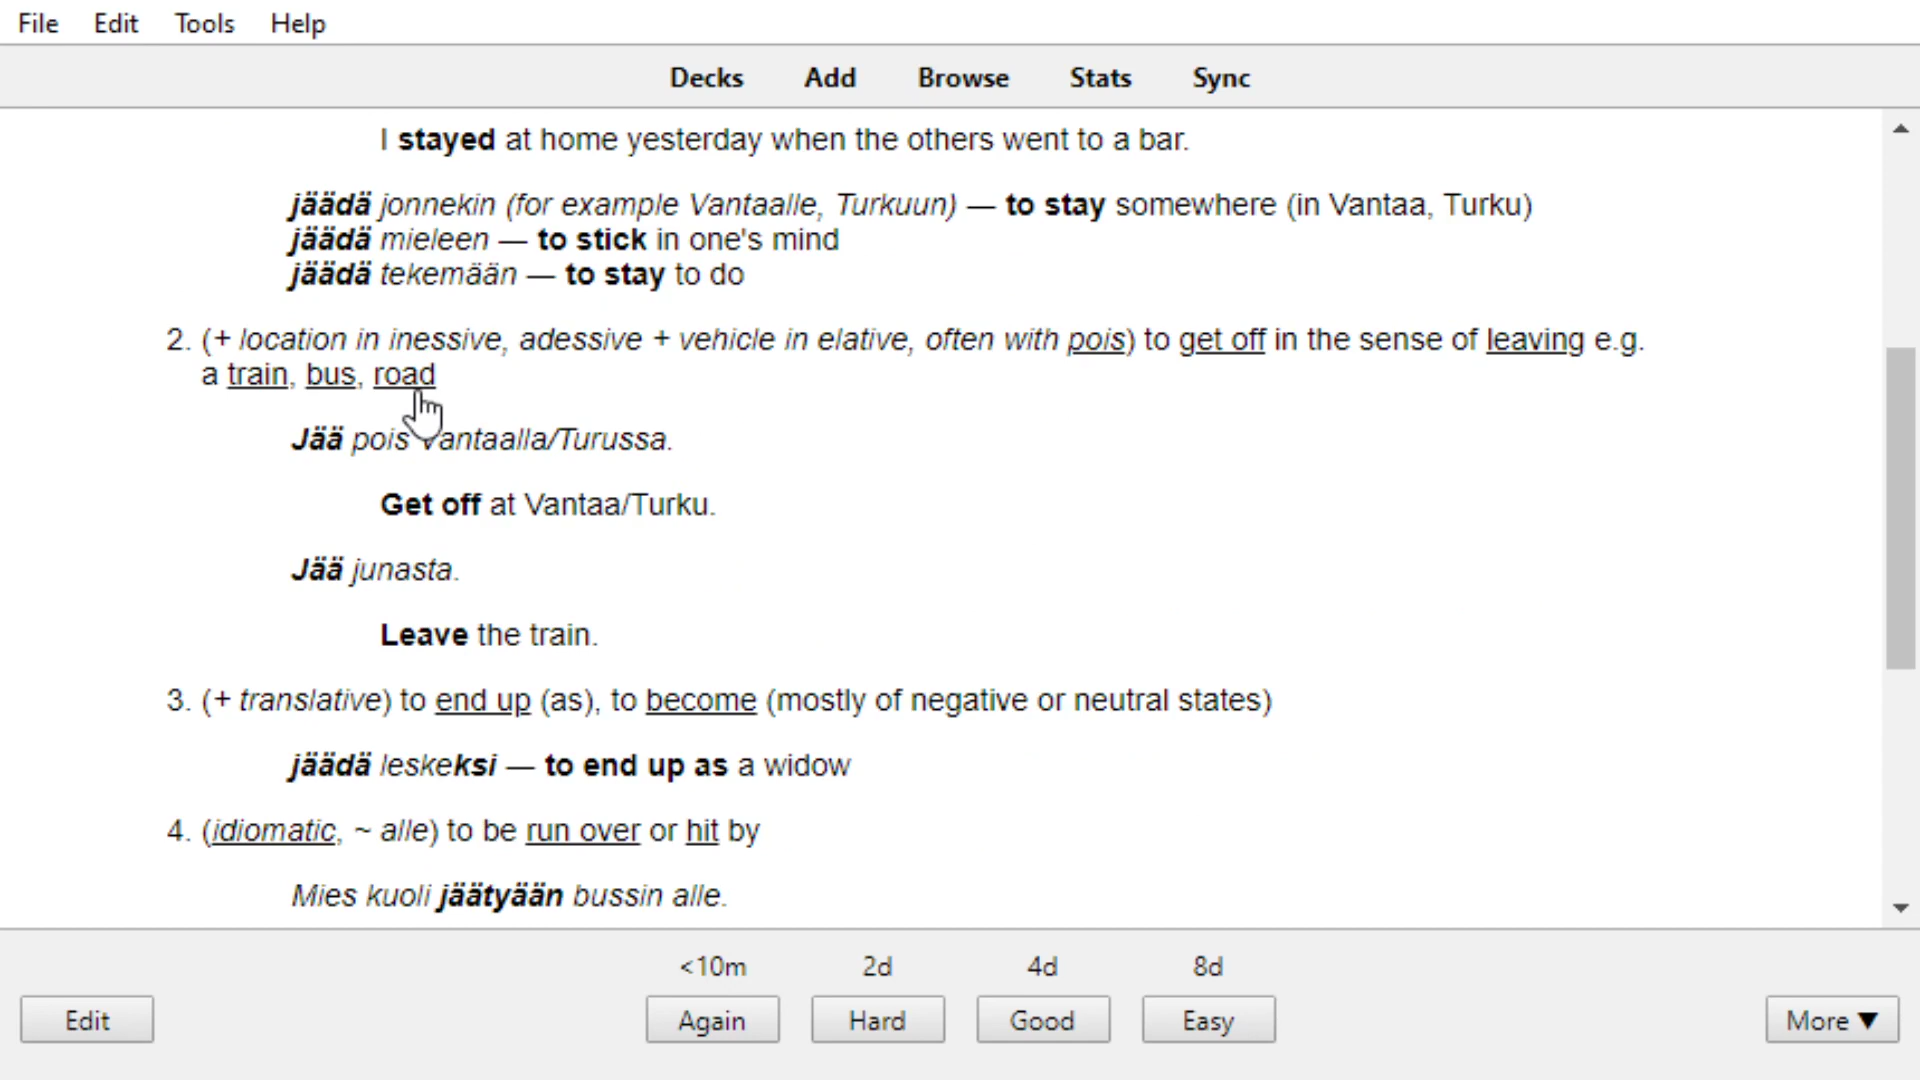 File Edit Tools Help
Decks Add Browse Stats Sync
I stayed at home yesterday when the others went to a bar.
jäädä jonnekin (for example Vantaalle, Turkuun) — to stay somewhere (in Vantaa, Turku)
jäädä mieleen — to stick in one's mind
jäädä tekemään — to stay to do
2. (+ location in inessive, adessive + vehicle in elative, often with pois) to get off in the sense of leaving e.g.
a train, bus, road
Jää pois Vantaalla/Turussa.
Get off at Vantaa/Turku.
Jää junasta.
Leave the train.
3. (+ translative) to end up (as), to become (mostly of negative or neutral states)
jäädä leskeksi — to end up as a widow
4. (idiomatic, ~ alle) to be run over or hit by
Mies kuoli jäätyään bussin alle.
<10m 2d 4d 8d
Edit Again Hard Good Easy More ▼